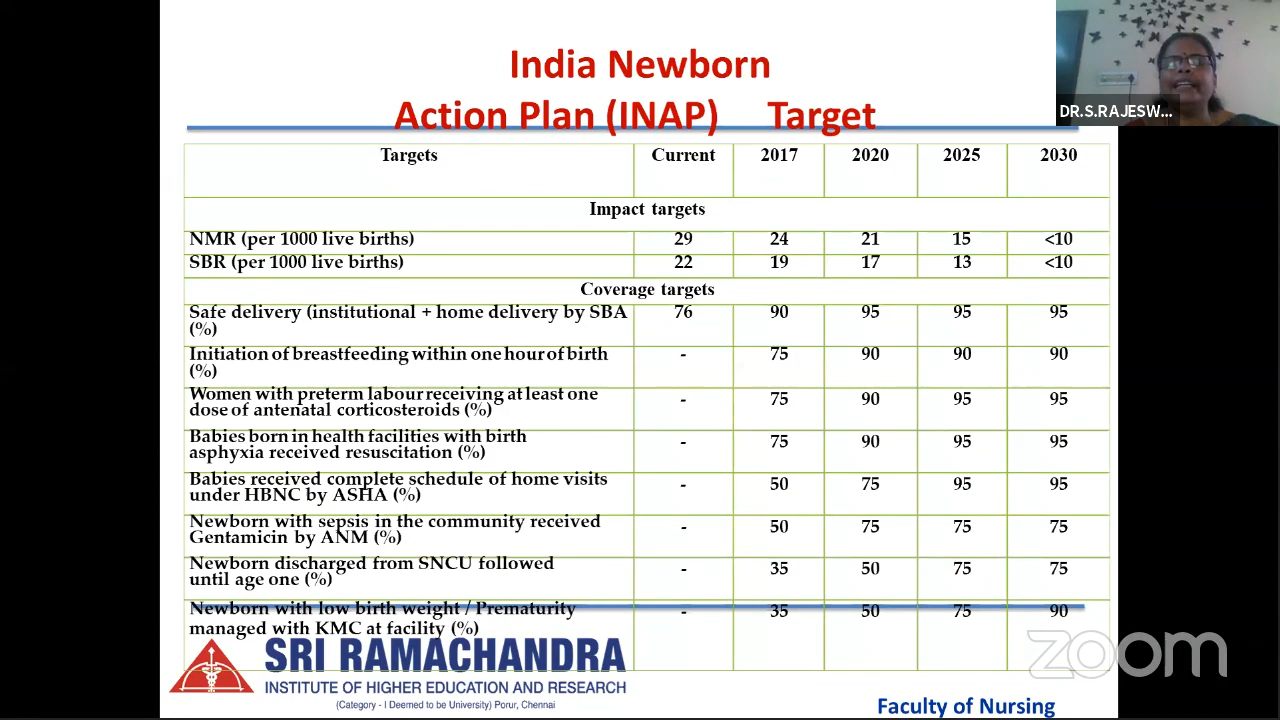 India Newborn
Action Plan (INAP) Target
DR.S.RAJESW...
Targets Current 2017 2020 2025 2030
Impact targets
NMR (per 1000 live births) 29 24 21 15 <10
SBR (per 1000 live births) 22 19 17 13 <10
Coverage targets
Safe delivery (institutional + home delivery by SBA 76 90 95 95 95
(%)
Initiation of breastfeeding within one hour of birth - 75 90 90 90
(%)
Women with preterm labour receiving at least one
dose of antenatal corticosteroids (%) - 75 90 95 95
Babies born in health facilities with birth
asphyxia received resuscitation (%) - 75 90 95 95
Babies received complete schedule of home visits
under HBNC by ASHA (%) - 50 75 95 95
Newborn with sepsis in the community received
Gentamicin by ANM (%) - 50 75 75 75
Newborn discharged from SNCU followed
until age one (%) - 35 50 75 75
Newborn with low birth weight / Prematurity - 35 50 75 90
managed with KMC at facility (%)
SRI RAMACHANDRA
INSTITUTE OF HIGHER EDUCATION AND RESEARCH
(Category - I Deemed to be University) Porur, Chennai
zoom
Faculty of Nursing